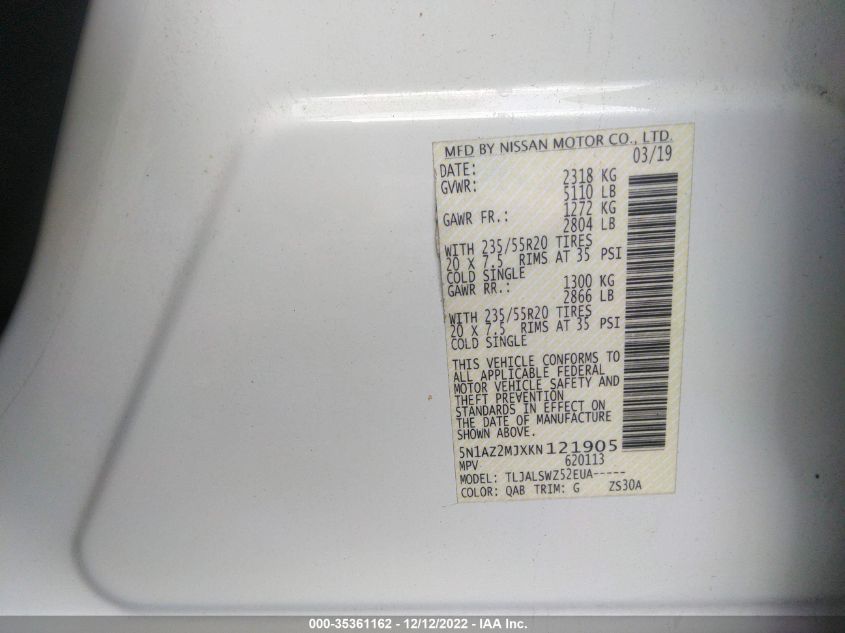 MFD BY NISSAN MOTOR CO., LTD.
DATE: 03/19
GVWR: 2318 KG
5110 LB
GAWR FR.: 1272 KG
2804 LB
WITH 235/55R20 TIRES
20 X 7.5 RIMS AT 35 PSI
COLD SINGLE
GAWR RR.: 1300 KG
2866 LB
WITH 235/55R20 TIRES
20 X 7.5 RIMS AT 35 PSI
COLD SINGLE
THIS VEHICLE CONFORMS TO
ALL APPLICABLE FEDERAL
MOTOR VEHICLE SAFETY AND
THEFT PREVENTION
STANDARDS IN EFFECT ON
THE DATE OF MANUFACTURE
SHOWN ABOVE.
5N1AZ2MJXKN121905
MPV 620113
MODEL: TLJALSWZ52EUA-----
COLOR: QAB TRIM: G ZS30A
000-35361162 - 12/12/2022 - IAA Inc.